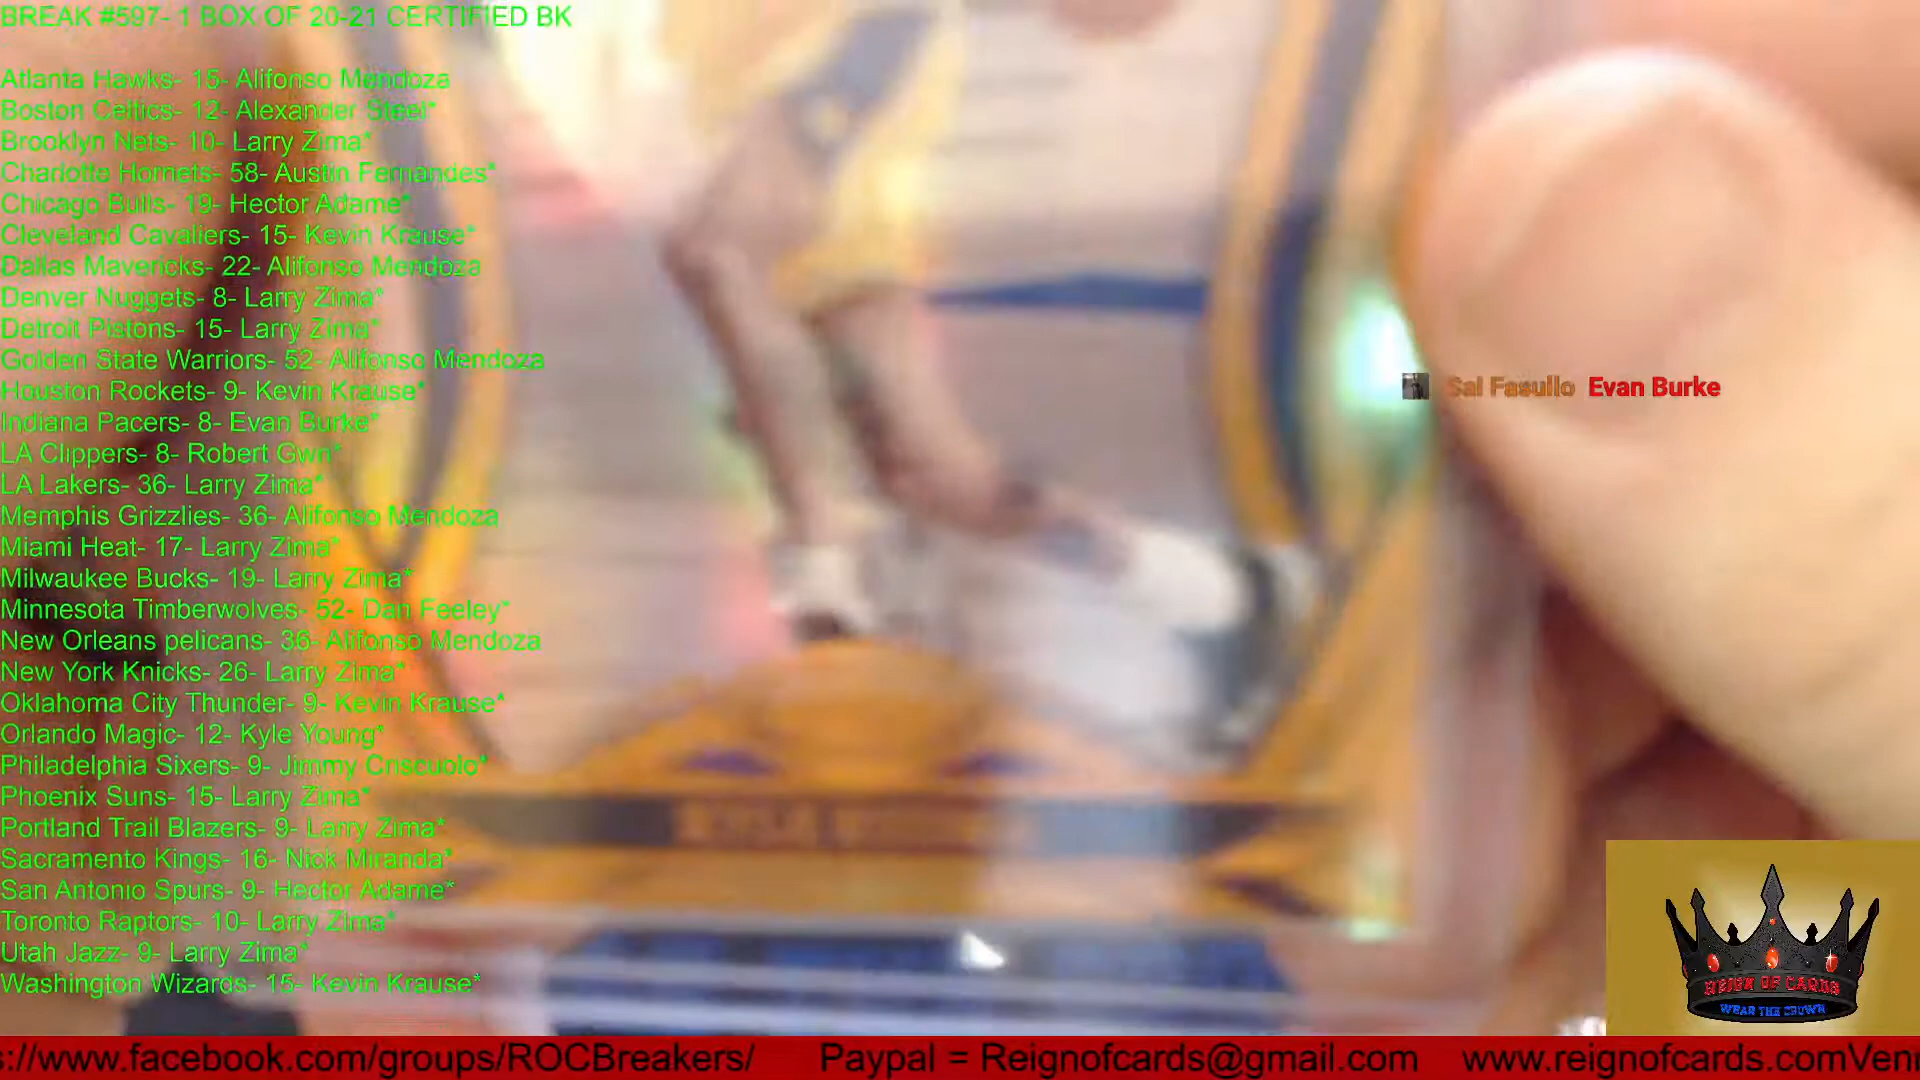 BREAK #597- 1 BOX OF 20-21 CERTIFIED BK
Atlanta Hawks- 15- Alifonso Mendoza
Boston Celtics- 12- Alexander Steel*
Brooklyn Nets- 10- Larry Zima*
Charlotte Hornets- 58- Austin Fernandes*
Chicago Bulls- 19- Hector Adame*
Cleveland Cavaliers- 15- Kevin Krause*
Dallas Mavericks- 22- Alifonso Mendoza
Denver Nuggets- 8- Larry Zima*
Detroit Pistons- 15- Larry Zima*
Golden State Warriors- 52- Alifonso Mendoza
Houston Rockets- 9- Kevin Krause*
Indiana Pacers- 8- Evan Burke*
LA Clippers- 8- Robert Gwn*
LA Lakers- 36- Larry Zima*
Memphis Grizzlies- 36- Alifonso Mendoza
Miami Heat- 17- Larry Zima*
Milwaukee Bucks- 19- Larry Zima*
Minnesota Timberwolves- 52- Dan Feeley*
New Orleans pelicans- 36- Alifonso Mendoza
New York Knicks- 26- Larry Zima*
Oklahoma City Thunder- 9- Kevin Krause*
Orlando Magic- 12- Kyle Young*
Philadelphia Sixers- 9- Jimmy Criscuolo*
Phoenix Suns- 15- Larry Zima*
Portland Trail Blazers- 9- Larry Zima*
Sacramento Kings- 16- Nick Miranda*
San Antonio Spurs- 9- Hector Adame*
Toronto Raptors- 10- Larry Zima*
Utah Jazz- 9- Larry Zima*
Washington Wizards- 15- Kevin Krause*
Sal Fasullo Evan Burke
REIGN OF CARDS
WEAR THE CROWN
s://www.facebook.com/groups/ROCBreakers/ Paypal = Reignofcards@gmail.com www.reignofcards.comVen